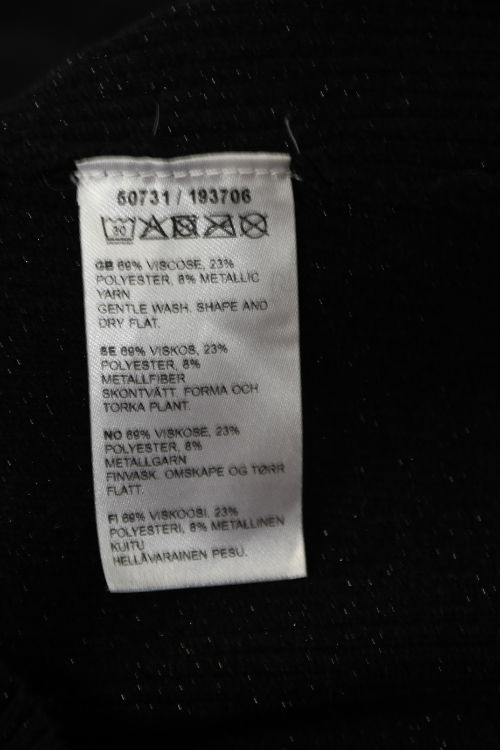 50731 / 193706
30
GB 69% VISCOSE, 23%
POLYESTER, 8% METALLIC
YARN
GENTLE WASH. SHAPE AND
DRY FLAT.
SE 69% VISKOS, 23%
POLYESTER, 8%
METALLFIBER
SKONTVÄTT. FORMA OCH
TORKA PLANT.
NO 69% VISKOSE, 23%
POLYESTER, 8%
METALLGARN
FINVASK. OMSKAPE OG TØRR
FLATT.
FI 69% VISKOOSI, 23%
POLYESTERI, 8% METALLINEN
KUITU
HELLÄVARAINEN PESU.